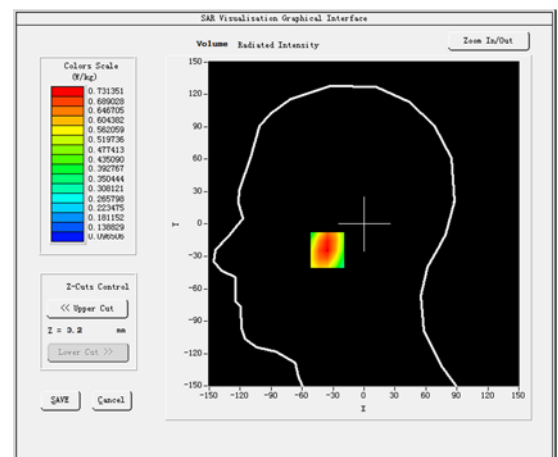 SAR Visualisation Graphical Interface
Volume Radiated Intensity
Zoom In/Out
Colors Scale
(W/kg)
0.731351
0.689028
0.646705
0.604382
0.562059
0.519736
0.477413
0.435090
0.392767
0.350444
0.308121
0.265798
0.223475
0.181152
0.138829
0.096506
150
120
90
60
30
Y
0
-30
-60
-90
-120
-150
-150 -120 -90 -60 -30 0 30 60 90 120 150
X
Z-Cuts Control
<< Upper Cut
Z = 0.2 mm
Lower Cut >>
SAVE Cancel